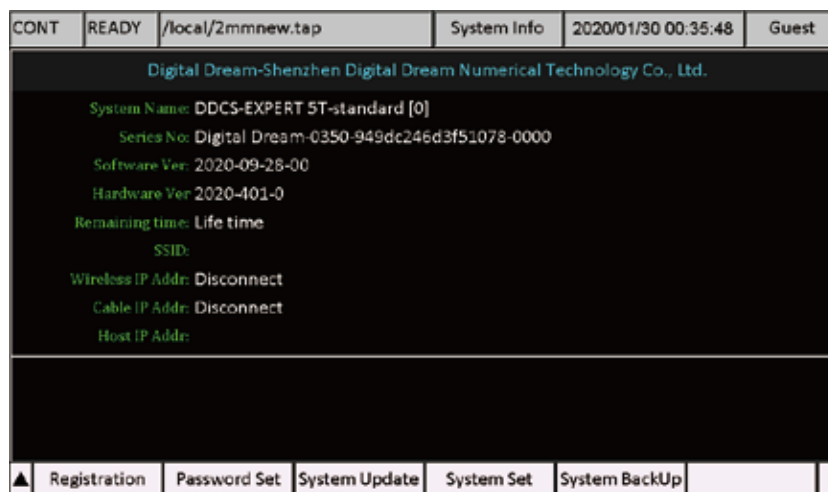 CONT READY /local/2mmnew.tap System Info 2020/01/30 00:35:48 Guest
Digital Dream-Shenzhen Digital Dream Numerical Technology Co., Ltd.
System Name: DDCS-EXPERT 5T-standard [0]
Series No: Digital Dream-0350-949dc246d3f51078-0000
Software Ver: 2020-09-28-00
Hardware Ver 2020-401-0
Remaining time: Life time
SSID:
Wireless IP Addr: Disconnect
Cable IP Addr: Disconnect
Host IP Addr:
▲ Registration Password Set System Update System Set System BackUp